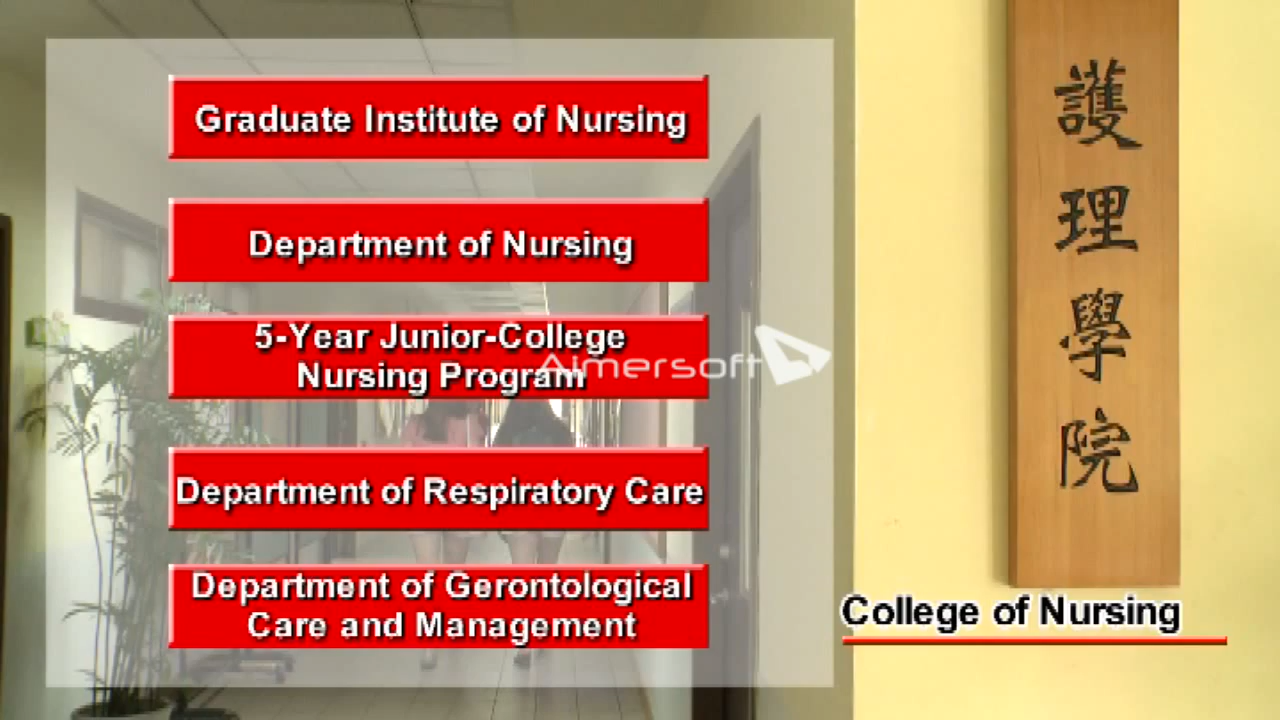 Graduate Institute of Nursing
Department of Nursing
5-Year Junior-College
Nursing Program
Aimersoft
Department of Respiratory Care
Department of Gerontological
Care and Management
護理學院
College of Nursing